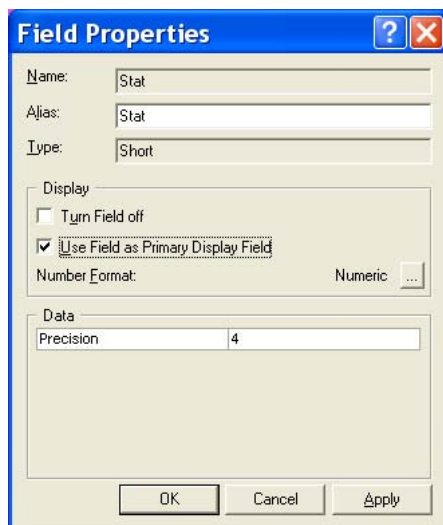 Field Properties
Name: Stat
Alias: Stat
Type: Short
Display
Turn Field off
Use Field as Primary Display Field
Number Format: Numeric ...
Data
Precision 4
OK Cancel Apply